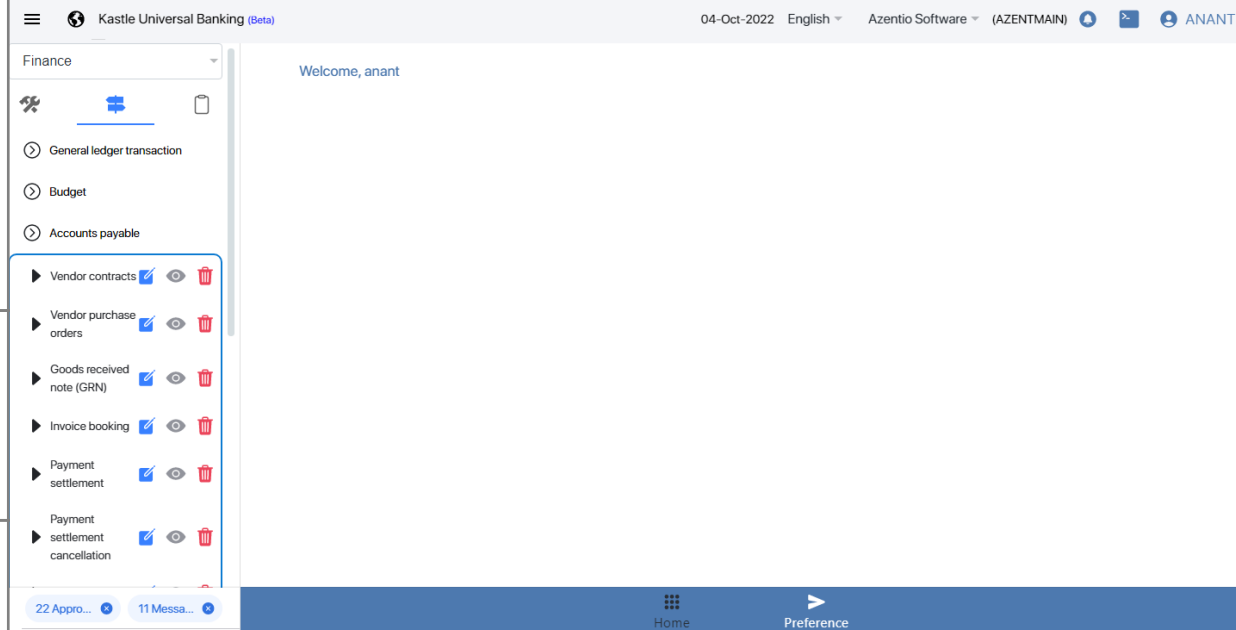 Kastle Universal Banking (Beta)
04-Oct-2022 English Azentio Software (AZENTMAIN) ANANT
Finance
Welcome, anant
General ledger transaction
Budget
Accounts payable
Vendor contracts
Vendor purchase
orders
Goods received
note (GRN)
Invoice booking
Payment
settlement
Payment
settlement
cancellation
22 Appro...
11 Messa...
Home
Preference